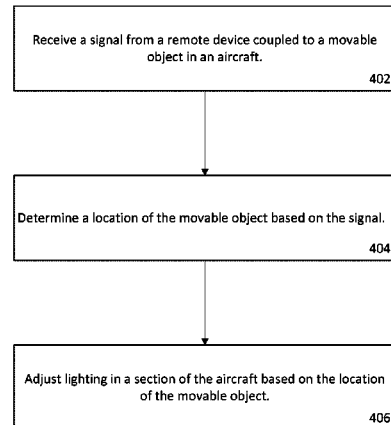 Receive a signal from a remote device coupled to a movable
object in an aircraft.
402
Determine a location of the movable object based on the signal.
404
Adjust lighting in a section of the aircraft based on the location
of the movable object.
406